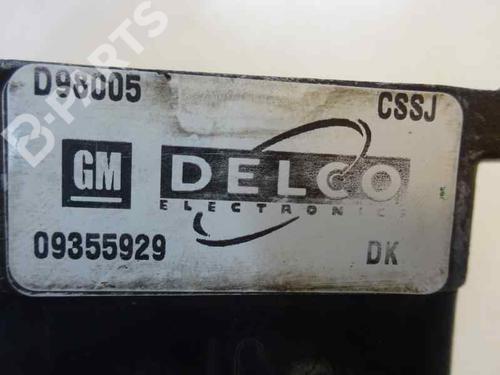 D98005 CSSJ
GM DELCO
ELECTRONICS
09355929 DK
B-PARTS